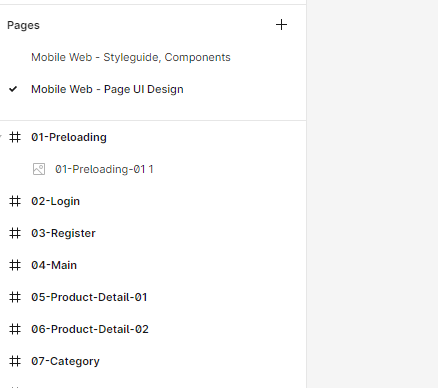 Pages
Mobile Web - Styleguide, Components
Mobile Web - Page UI Design
01-Preloading
01-Preloading-01 1
02-Login
03-Register
04-Main
05-Product-Detail-01
06-Product-Detail-02
07-Category